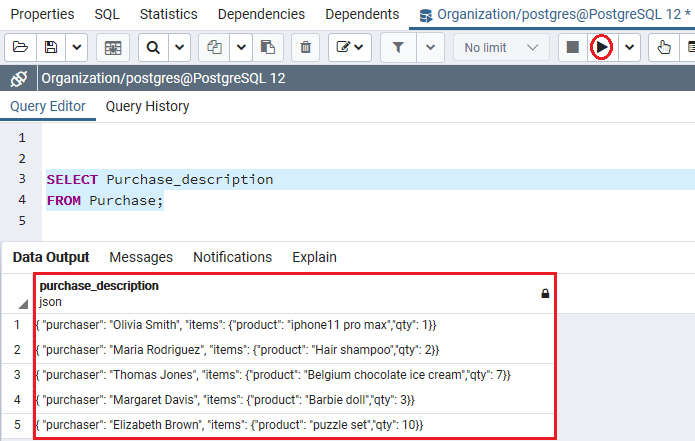 Properties SQL Statistics Dependencies Dependents Organization/postgres@PostgreSQL 12 *
No limit
Organization/postgres@PostgreSQL 12
Query Editor Query History
1
2
3 SELECT Purchase_description
4 FROM Purchase;
5
Data Output Messages Notifications Explain
purchase_description
json
1 { "purchaser": "Olivia Smith", "items": {"product": "iphone11 pro max","qty": 1}}
2 { "purchaser": "Maria Rodriguez", "items": {"product": "Hair shampoo","qty": 2}}
3 { "purchaser": "Thomas Jones", "items": {"product": "Belgium chocolate ice cream","qty": 7}}
4 { "purchaser": "Margaret Davis", "items": {"product": "Barbie doll","qty": 3}}
5 { "purchaser": "Elizabeth Brown", "items": {"product": "puzzle set","qty": 10}}